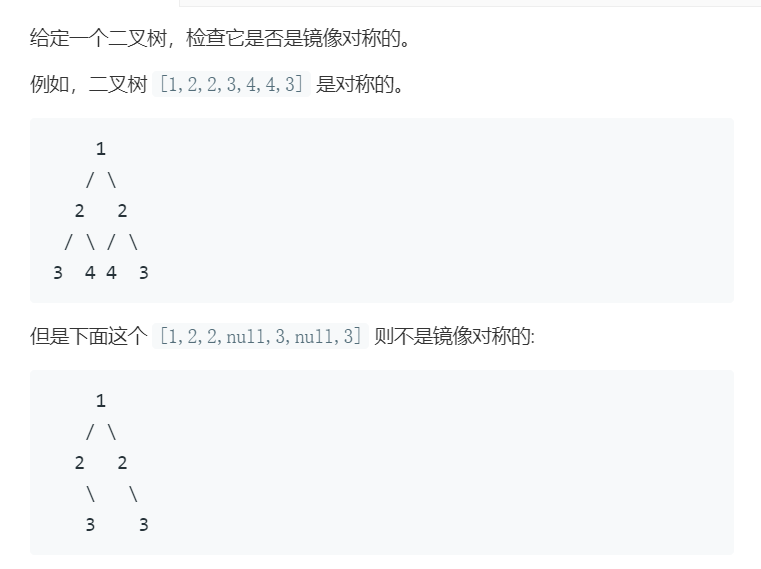 给定一个二叉树，检查它是否是镜像对称的。
例如，二叉树 [1,2,2,3,4,4,3] 是对称的。
    1
   / \
  2   2
 / \ / \
3  4 4  3
但是下面这个 [1,2,2,null,3,null,3] 则不是镜像对称的:
    1
   / \
  2   2
   \   \
   3    3